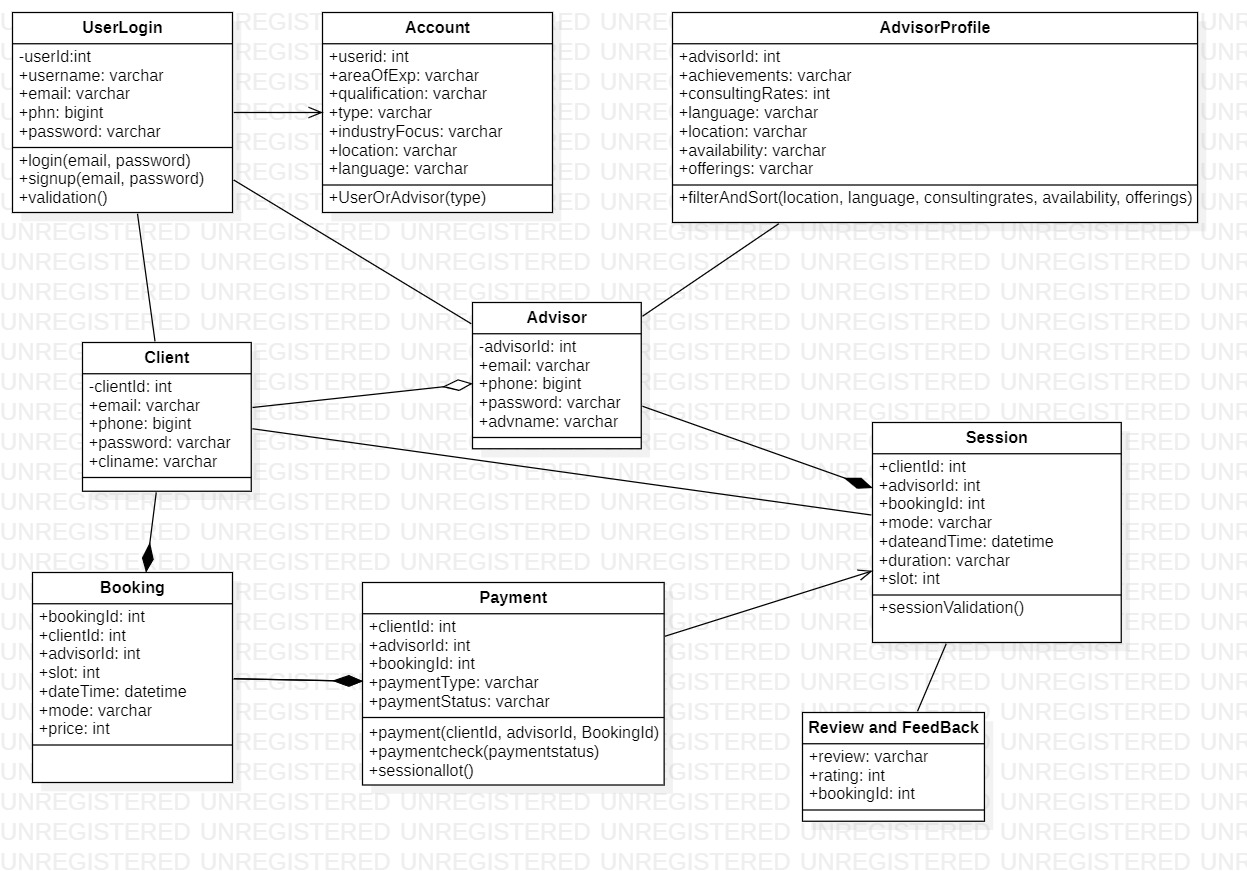 UserLogin
-userId:int
+username: varchar
+email: varchar
+phn: bigint
+password: varchar
+login(email, password)
+signup(email, password)
+validation()
Account
+userid: int
+areaOfExp: varchar
+qualification: varchar
+type: varchar
+industryFocus: varchar
+location: varchar
+language: varchar
+UserOrAdvisor(type)
AdvisorProfile
+advisorId: int
+achievements: varchar
+consultingRates: int
+language: varchar
+location: varchar
+availability: varchar
+offerings: varchar
+filterAndSort(location, language, consultingrates, availability, offerings)
Client
-clientId: int
+email: varchar
+phone: bigint
+password: varchar
+cliname: varchar
Advisor
-advisorId: int
+email: varchar
+phone: bigint
+password: varchar
+advname: varchar
Session
+clientId: int
+advisorId: int
+bookingId: int
+mode: varchar
+dateandTime: datetime
+duration: varchar
+slot: int
+sessionValidation()
Booking
+bookingId: int
+clientId: int
+advisorId: int
+slot: int
+dateTime: datetime
+mode: varchar
+price: int
Payment
+clientId: int
+advisorId: int
+bookingId: int
+paymentType: varchar
+paymentStatus: varchar
+payment(clientId, advisorId, BookingId)
+paymentcheck(paymentstatus)
+sessionallot()
Review and FeedBack
+review: varchar
+rating: int
+bookingId: int
UNREGISTERED UNREGISTERED UNREGISTERED UNREGISTERED UNREGISTERED UNREGISTERED